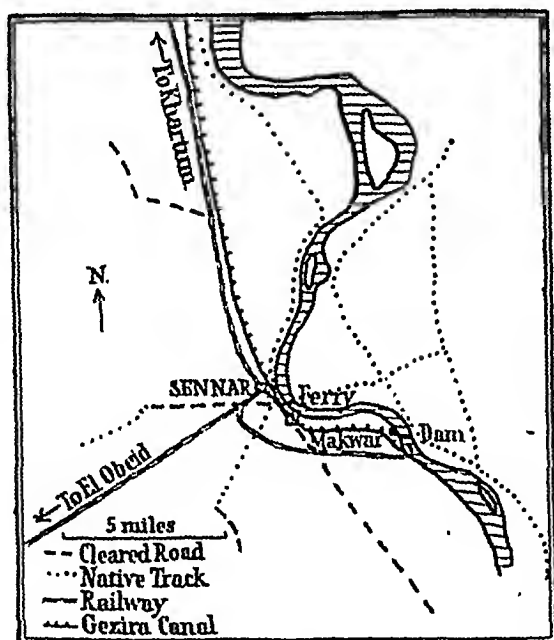 To Khartum
N.
SENNAR
Ferry
Makwar
Dam
To El Obeid
5 miles
Cleared Road
Native Track
Railway
Gezira Canal